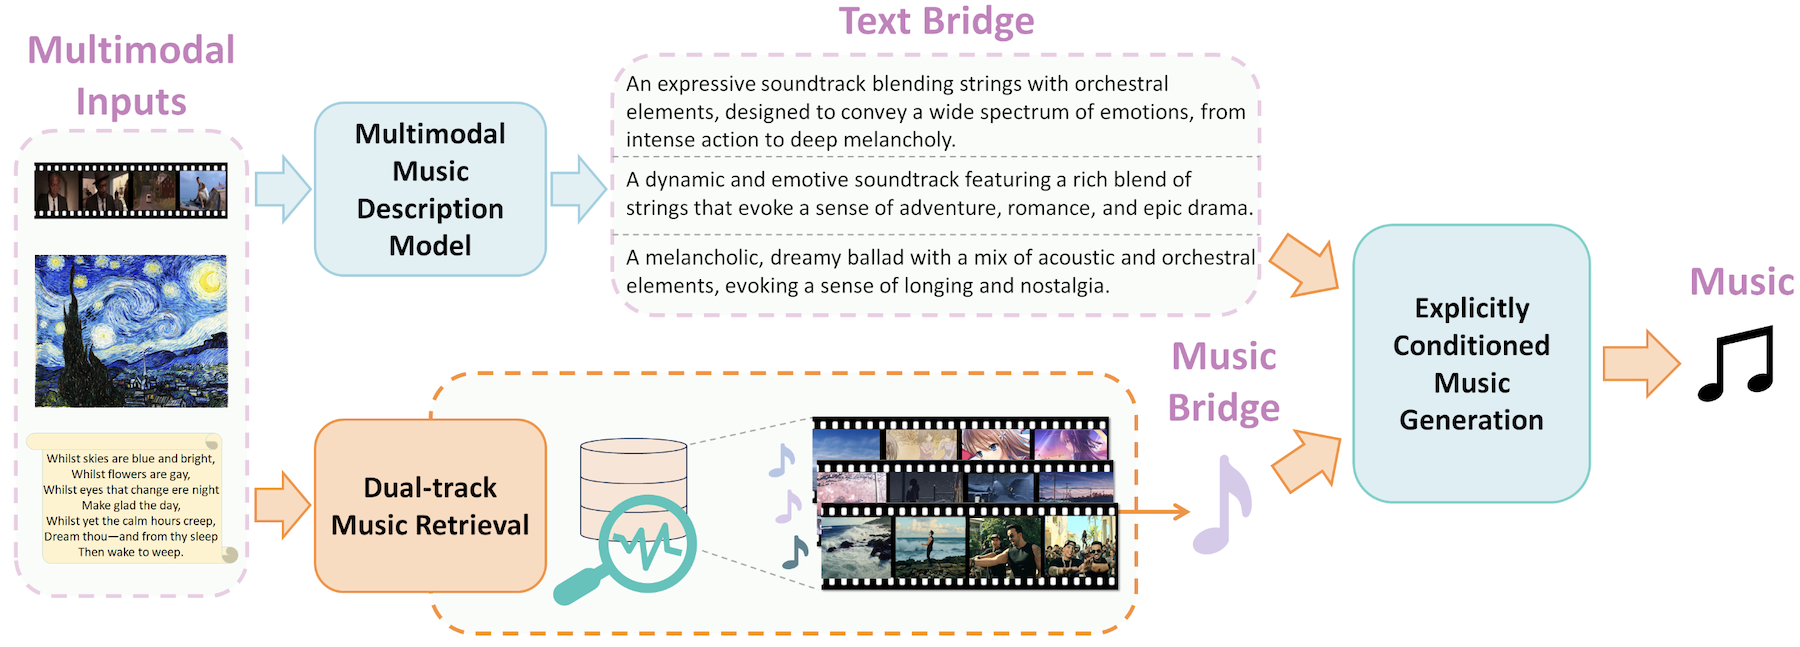 Multimodal
Inputs
Whilst skies are blue and bright,
Whilst flowers are gay,
Whilst eyes that change ere night
Make glad the day,
Whilst yet the calm hours creep,
Dream thou—and from thy sleep
Then wake to weep.
Multimodal
Music
Description
Model
Text Bridge
An expressive soundtrack blending strings with orchestral
elements, designed to convey a wide spectrum of emotions, from
intense action to deep melancholy.
A dynamic and emotive soundtrack featuring a rich blend of
strings that evoke a sense of adventure, romance, and epic drama.
A melancholic, dreamy ballad with a mix of acoustic and orchestral
elements, evoking a sense of longing and nostalgia.
Dual-track
Music Retrieval
Music
Bridge
Explicitly
Conditioned
Music
Generation
Music